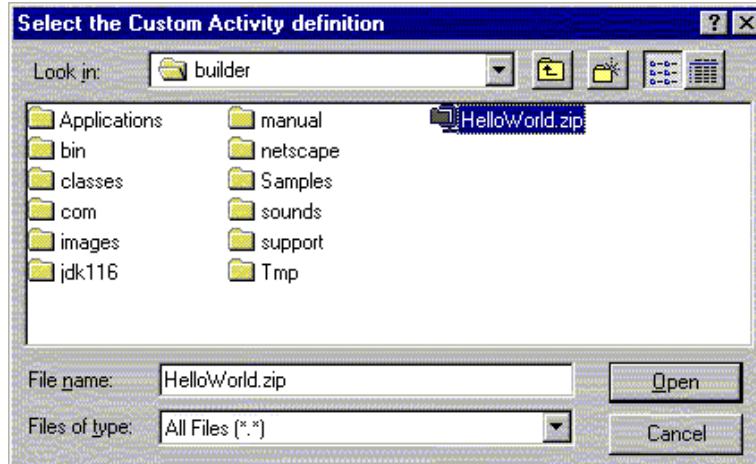 Select the Custom Activity definition
Look in: builder
Applications manual HelloWorld.zip
bin netscape
classes Samples
com sounds
images support
jdk116 Tmp
File name: HelloWorld.zip Open
Files of type: All Files (*.*) Cancel